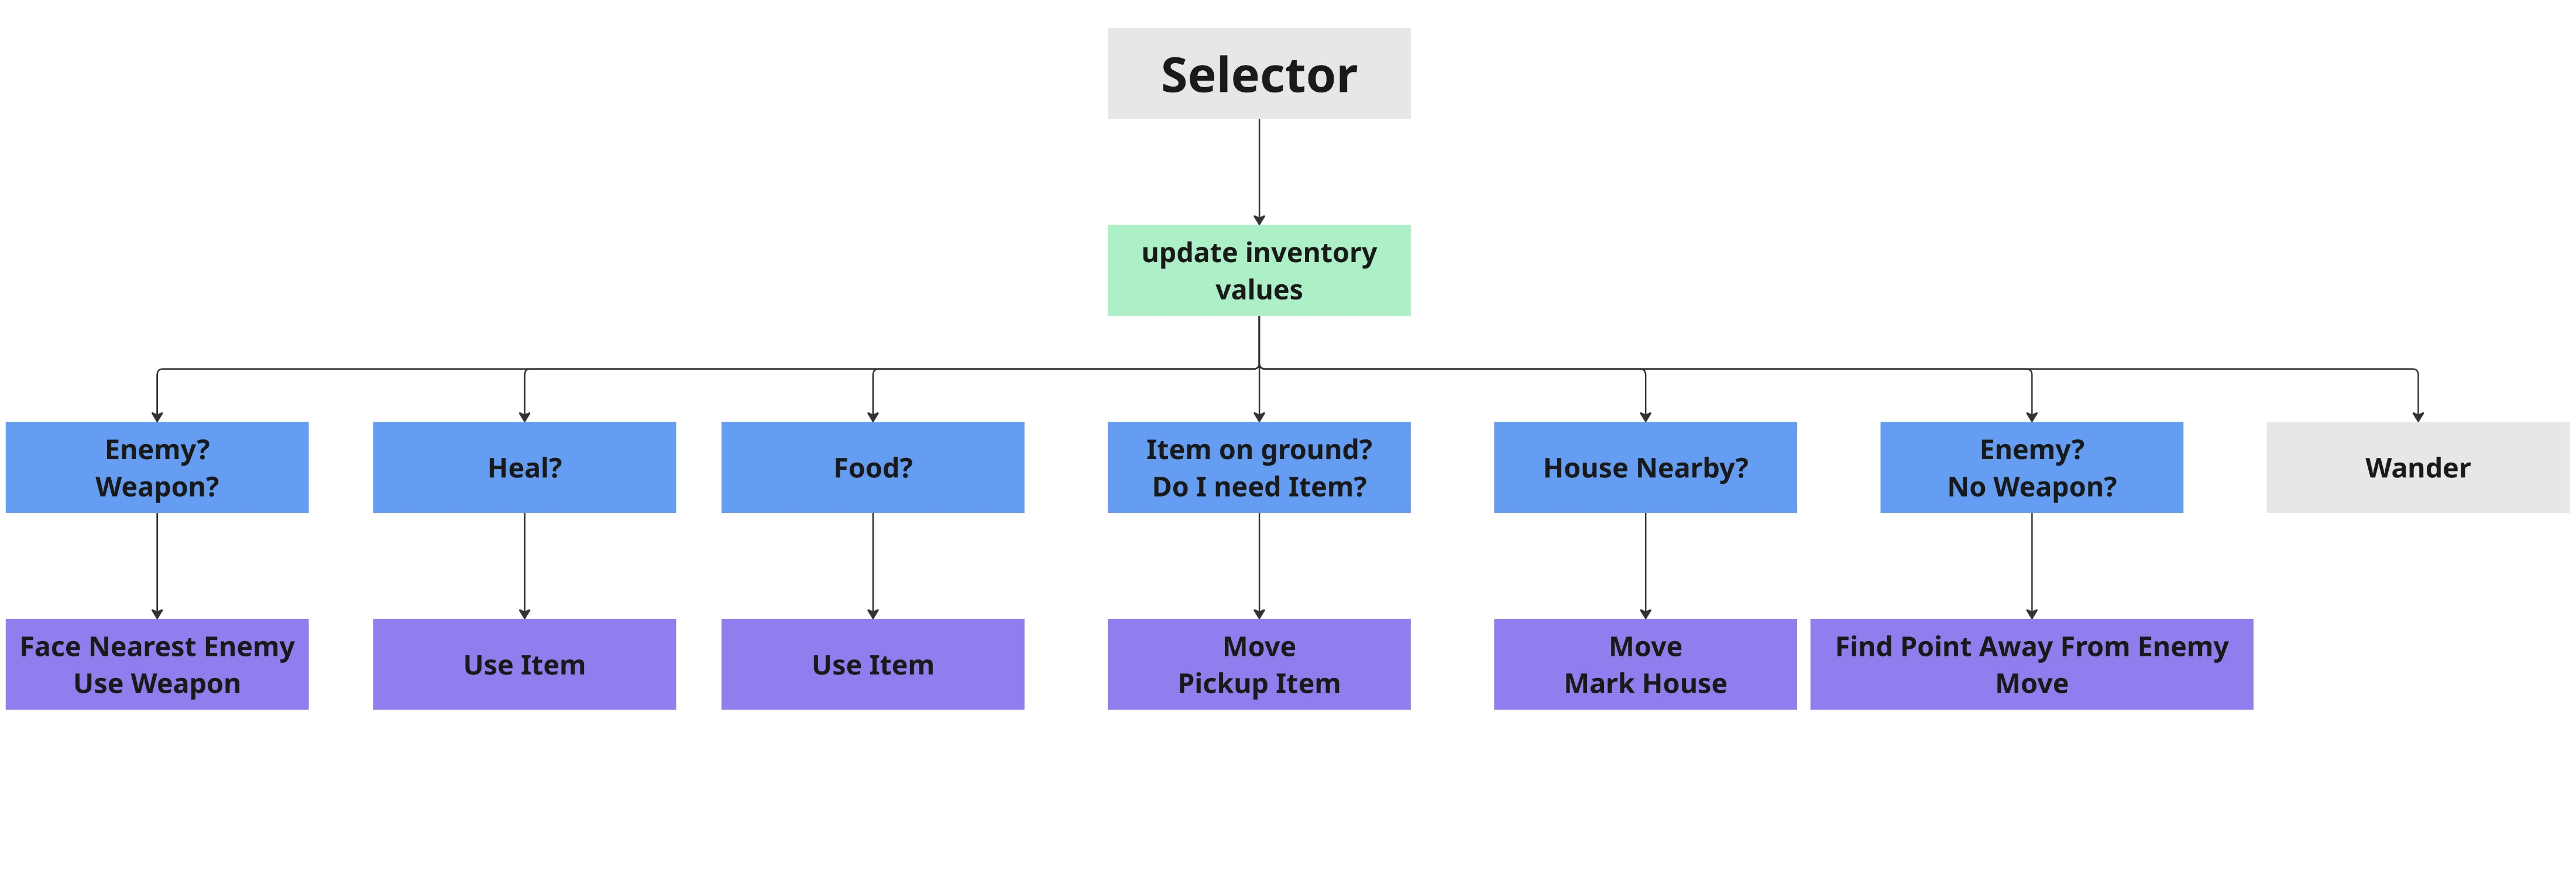 Selector
update inventory
values
Enemy?
Weapon?
Heal?
Food?
Item on ground?
Do I need Item?
House Nearby?
Enemy?
No Weapon?
Wander
Face Nearest Enemy
Use Weapon
Use Item
Use Item
Move
Pickup Item
Move
Mark House
Find Point Away From Enemy
Move